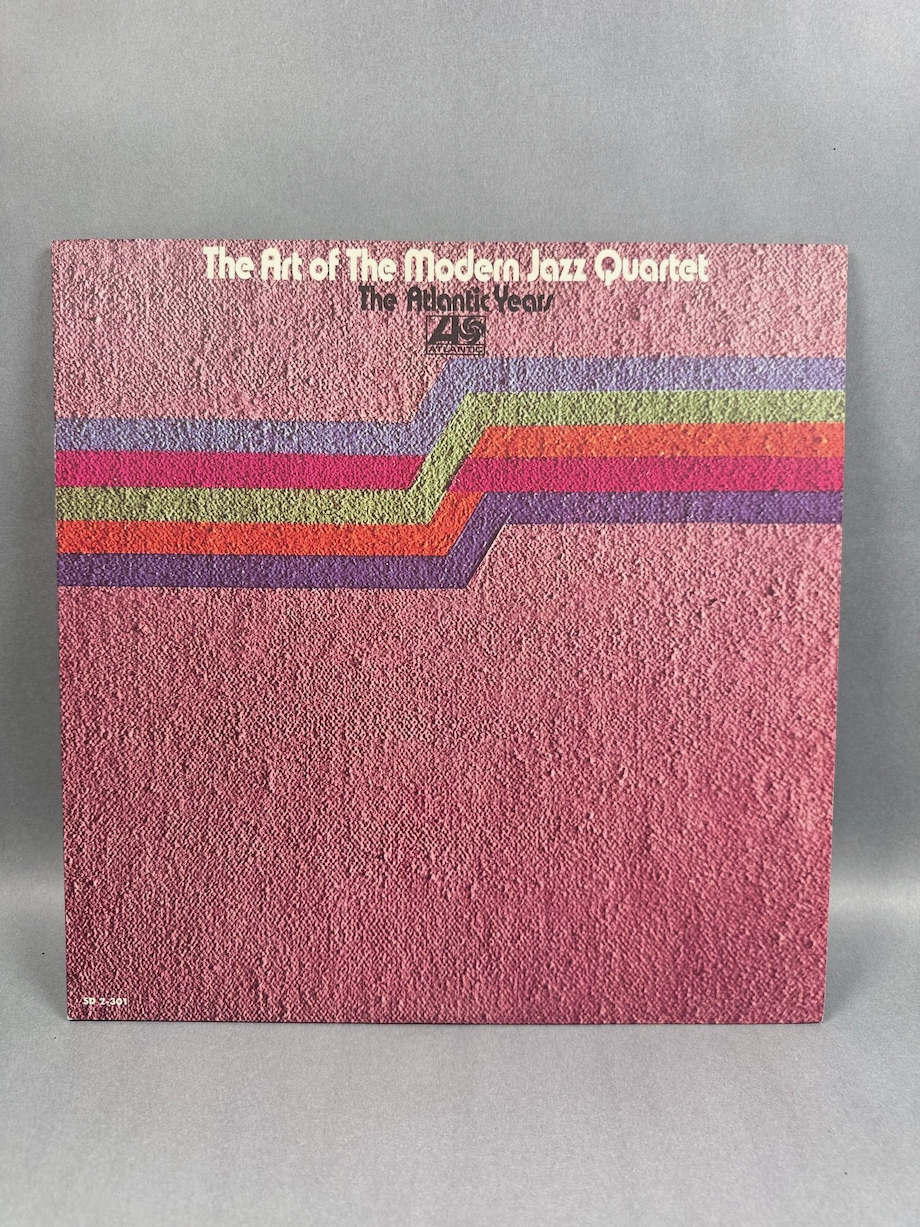 The Art of The Modern Jazz Quartet
The Atlantic Years
ATLANTIC
SD 2-301